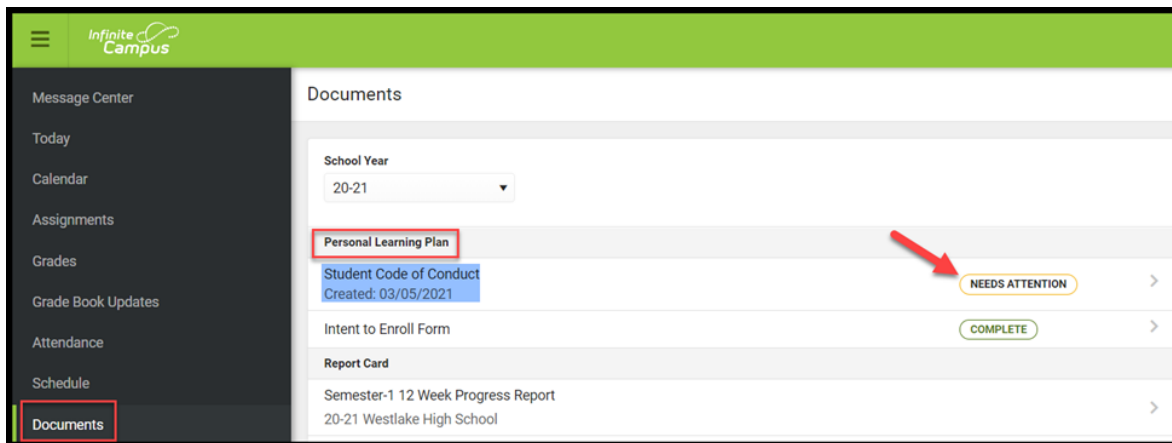 Infinite
Campus
Message Center
Today
Calendar
Assignments
Grades
Grade Book Updates
Attendance
Schedule
Documents
Documents
School Year
20-21
Personal Learning Plan
Student Code of Conduct
Created: 03/05/2021
NEEDS ATTENTION
Intent to Enroll Form
COMPLETE
Report Card
Semester-1 12 Week Progress Report
20-21 Westlake High School